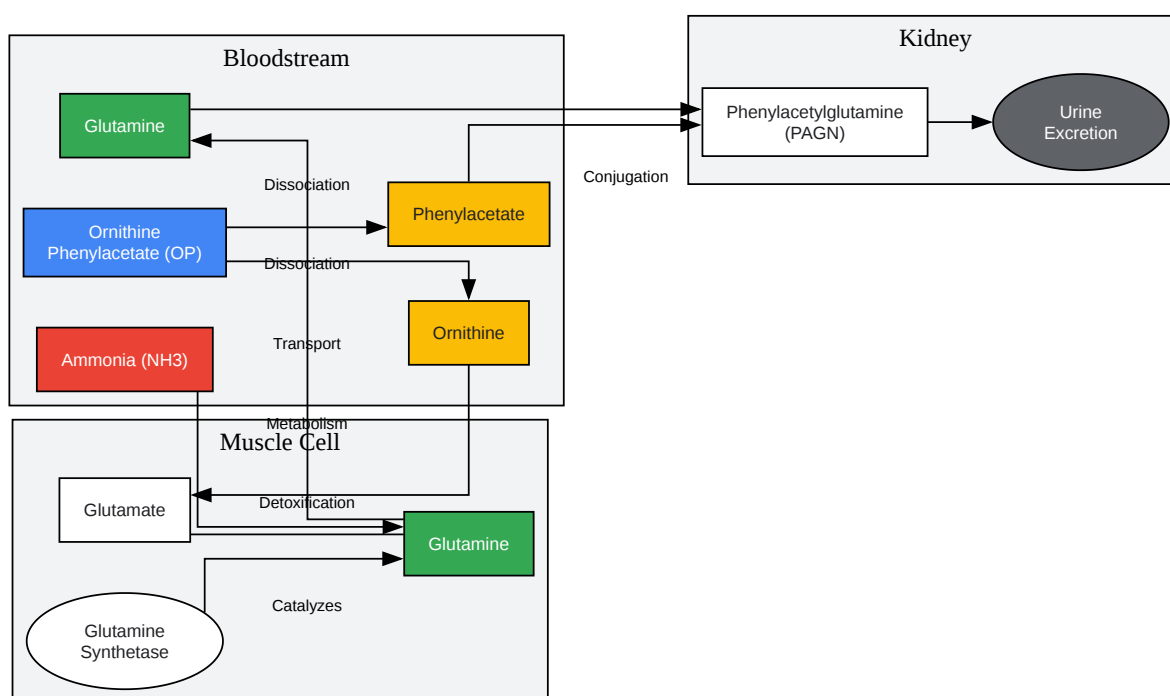 Bloodstream
Kidney
Glutamine
Phenylacetylglutamine
(PAGN)
Urine
Excretion
Dissociation
Conjugation
Phenylacetate
Ornithine
Phenylacetate (OP)
Dissociation
Ammonia (NH3)
Transport
Ornithine
Metabolism
Muscle Cell
Glutamate
Detoxification
Glutamine
Catalyzes
Glutamine
Synthetase